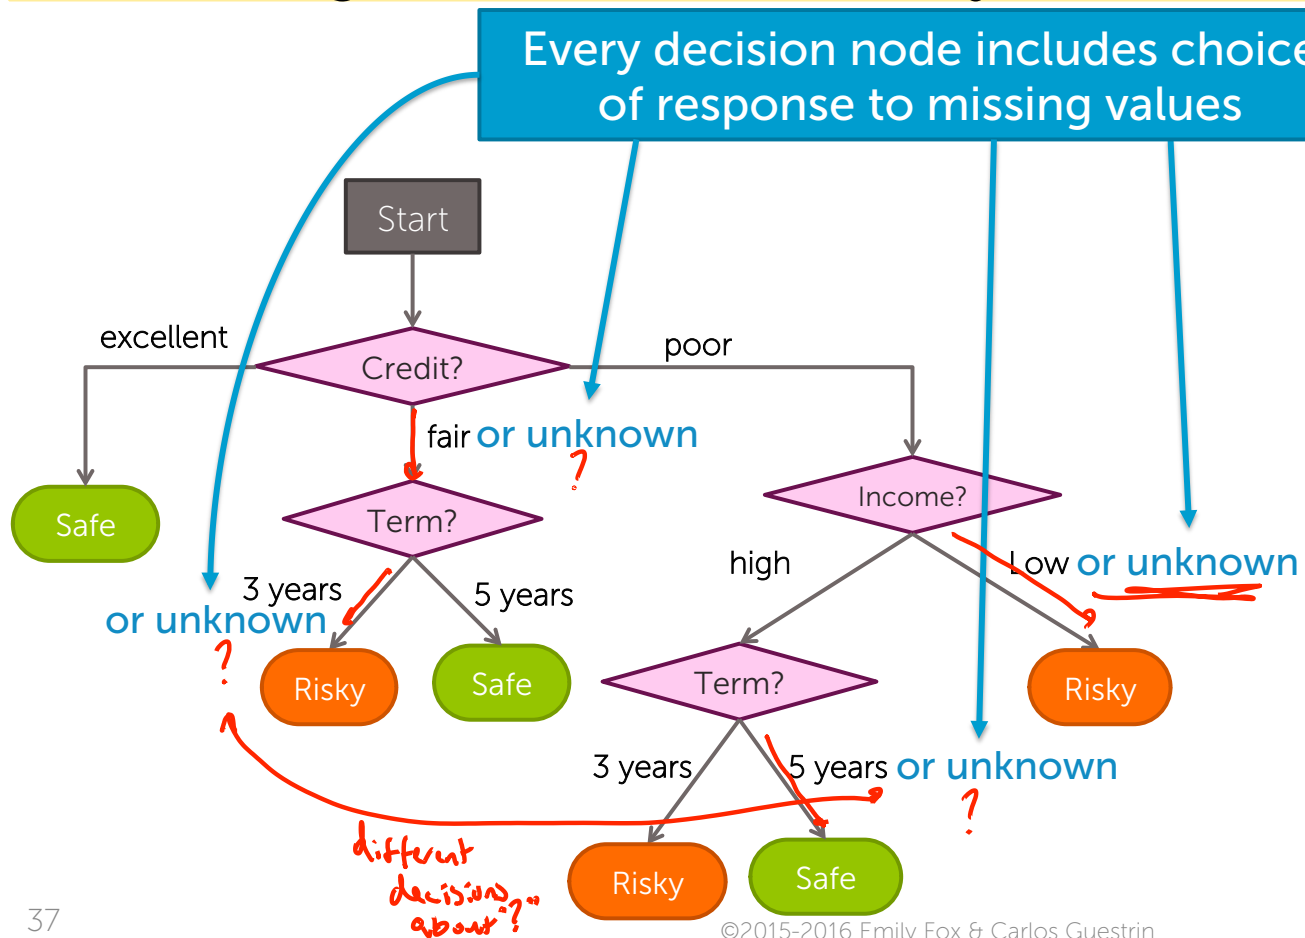 Every decision node includes choice
of response to missing values
Start
excellent
Credit?
poor
fair or unknown
?
Safe
Term?
Income?
3 years
or unknown
?
5 years
high
Low or unknown
Risky
Safe
Term?
Risky
3 years
5 years or unknown
?
different
decisions
about "?"
Risky
Safe
37
©2015-2016 Emily Fox & Carlos Guestrin